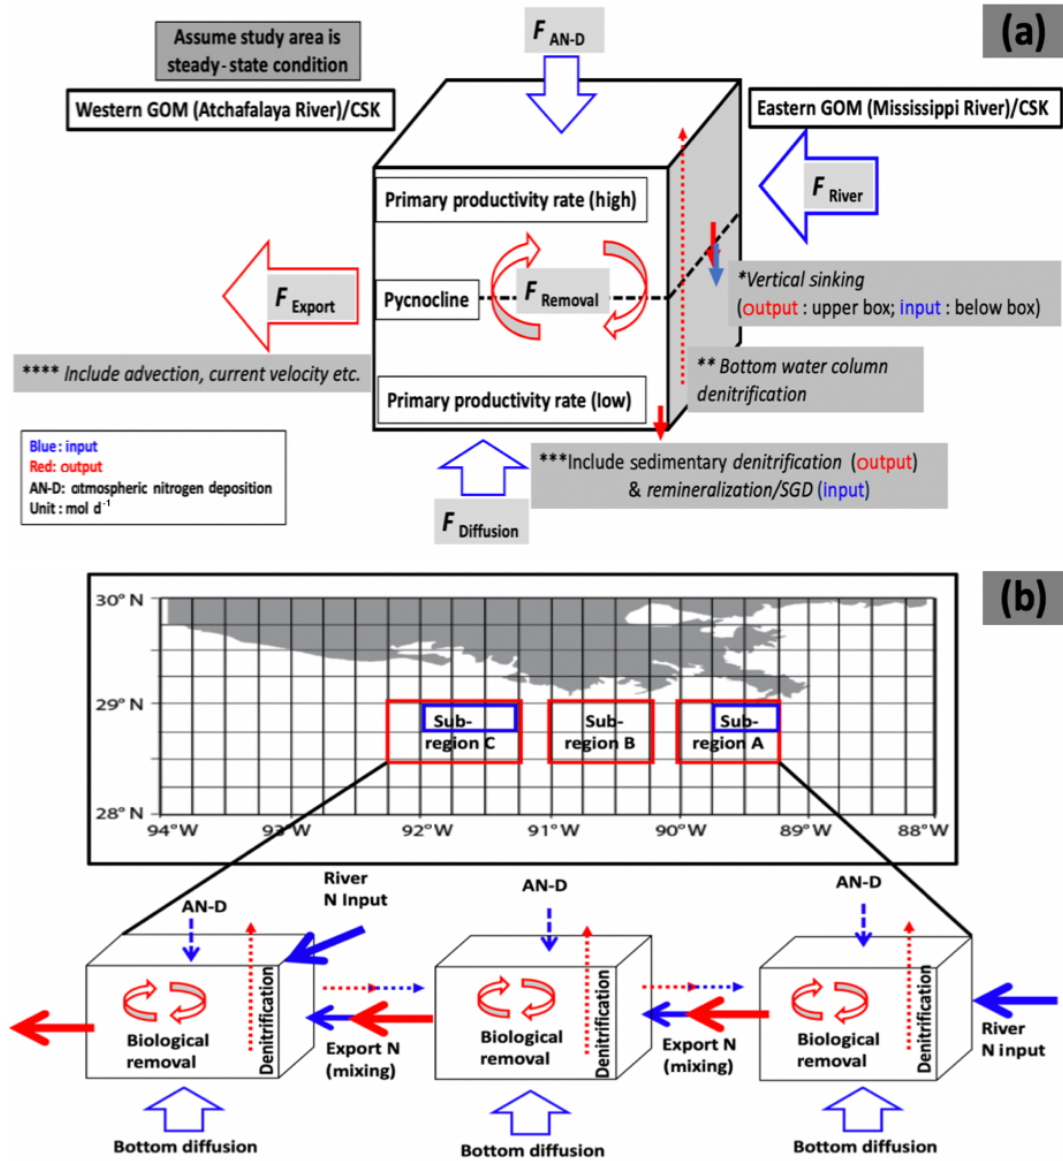 (a)
Assume study area is
steady-state condition
F AN-D
Western GOM (Atchafalaya River)/CSK
Eastern GOM (Mississippi River)/CSK
Primary productivity rate (high)
F River
F Export
Pycnocline
F Removal
*Vertical sinking
(output : upper box; input : below box)
**** Include advection, current velocity etc.
** Bottom water column
denitrification
Primary productivity rate (low)
Blue : input
Red: output
AN-D: atmospheric nitrogen deposition
Unit : mol d-1
***Include sedimentary denitrification (output)
& remineralization/SGD (input)
F Diffusion
(b)
30° N
29° N
28° N
Sub-
region C
Sub-
region B
Sub-
region A
94°W
93°W
92°W
91°W
90°W
89°W
88°W
River
N Input
AN-D
AN-D
AN-D
Biological
removal
Denitrification
Export N
(mixing)
Biological
removal
Denitrification
Export N
(mixing)
Biological
removal
Denitrification
River
N input
Bottom diffusion
Bottom diffusion
Bottom diffusion